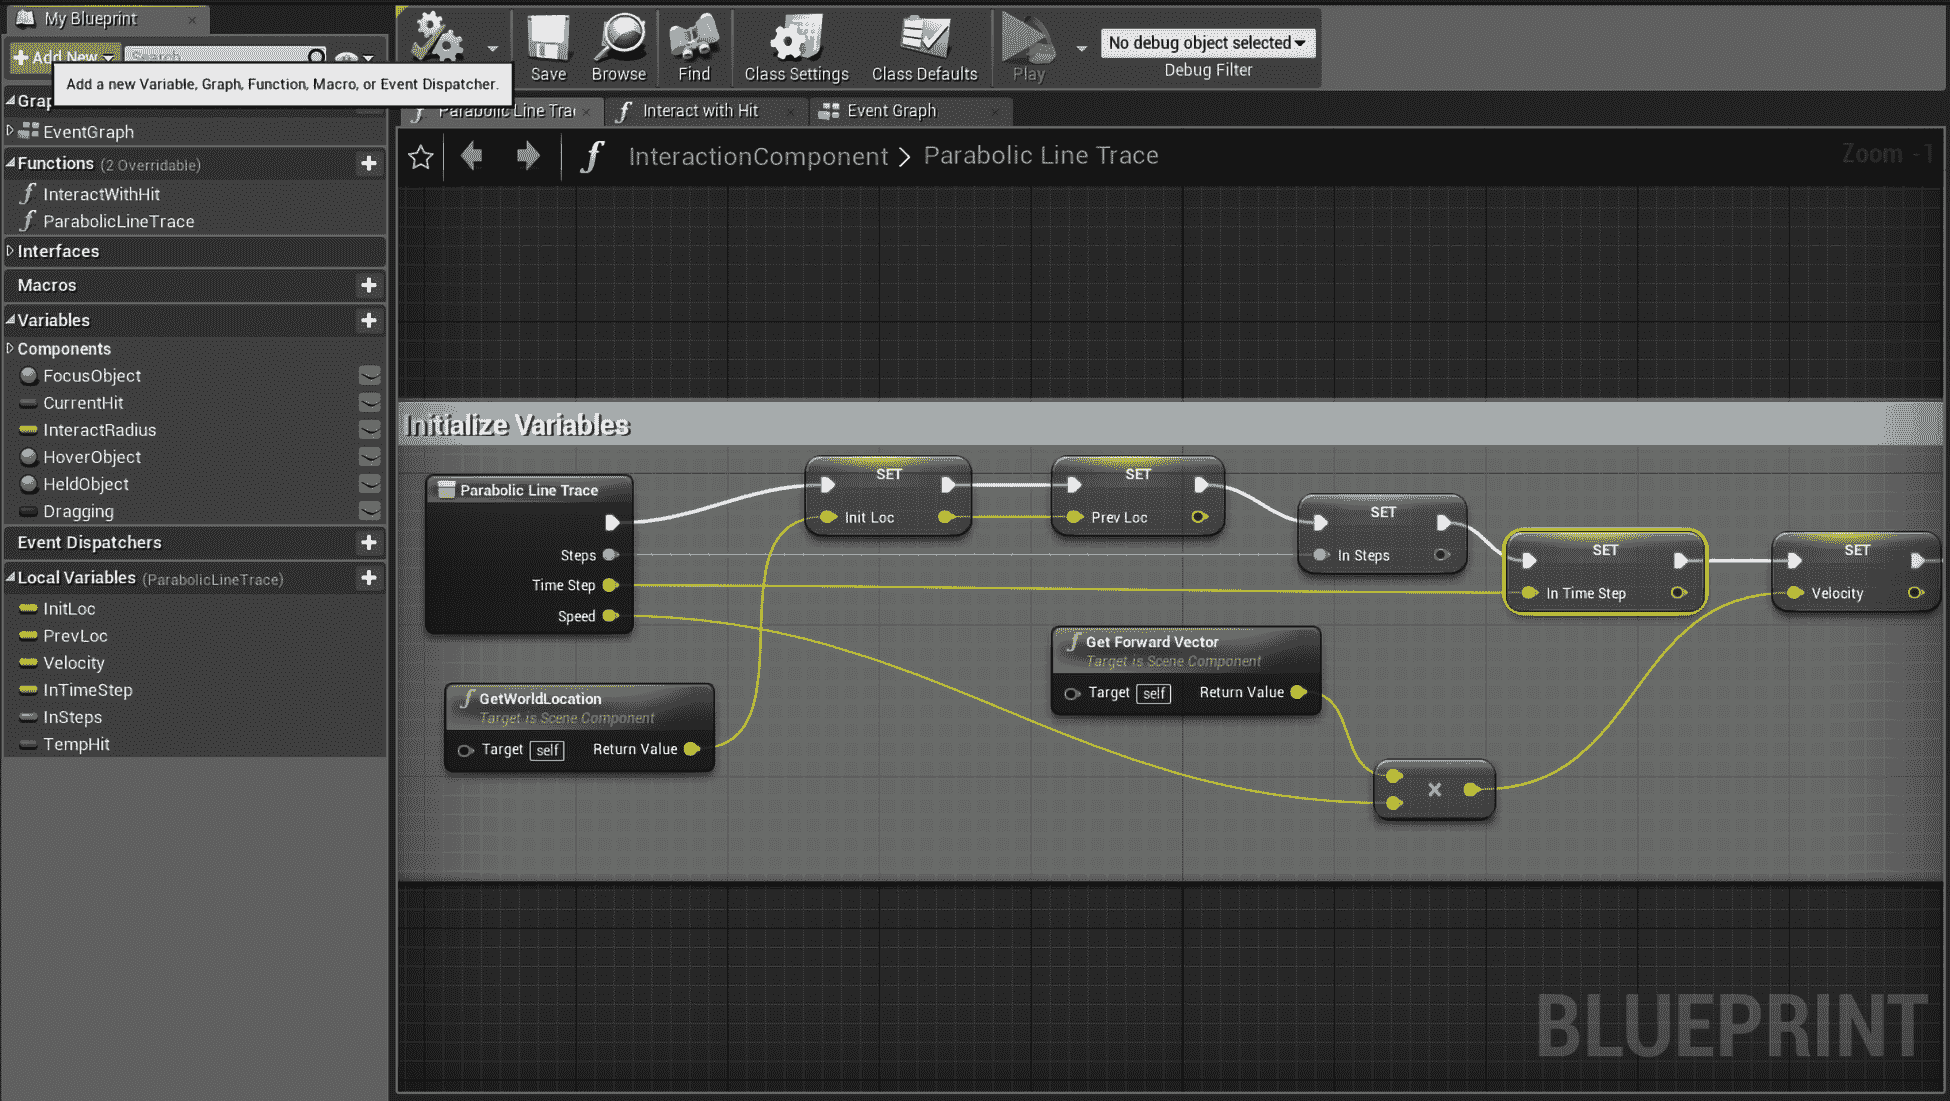 My Blueprint
Add New
Search
Add a new Variable, Graph, Function, Macro, or Event Dispatcher.
Save
Browse
Find
Class Settings
Class Defaults
Play
No debug object selected
Debug Filter
Parabolic Line Trac
Interact with Hit
Event Graph
InteractionComponent > Parabolic Line Trace
Zoom -1
Grap
EventGraph
Functions (2 Overridable)
InteractWithHit
ParabolicLineTrace
Interfaces
Macros
Variables
Components
FocusObject
CurrentHit
InteractRadius
HoverObject
HeldObject
Dragging
Event Dispatchers
Local Variables (ParabolicLineTrace)
InitLoc
PrevLoc
Velocity
InTimeStep
InSteps
TempHit
Initialize Variables
Parabolic Line Trace
Steps
Time Step
Speed
SET
Init Loc
SET
Prev Loc
SET
In Steps
SET
In Time Step
SET
Velocity
GetWorldLocation
Target is Scene Component
Target self Return Value
Get Forward Vector
Target is Scene Component
Target self Return Value
X
BLUEPRINT